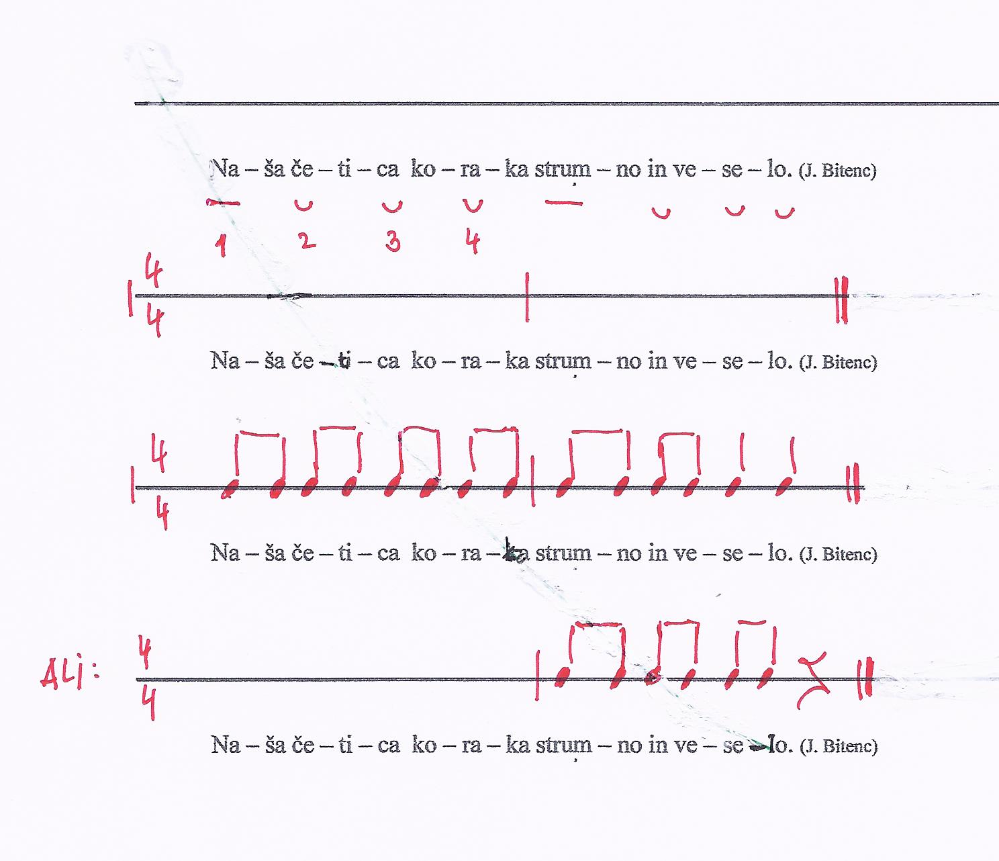 Na – ša če – ti – ca ko – ra – ka strum – no in ve – se – lo. (J. Bitenc)
1 2 3 4
4
4
Na – ša če – ti – ca ko – ra – ka strum – no in ve – se – lo. (J. Bitenc)
4
4
Na – ša če – ti – ca ko – ra – ka strum – no in ve – se – lo. (J. Bitenc)
ALI: 4
4
Na – ša če – ti – ca ko – ra – ka strum – no in ve – se – lo. (J. Bitenc)